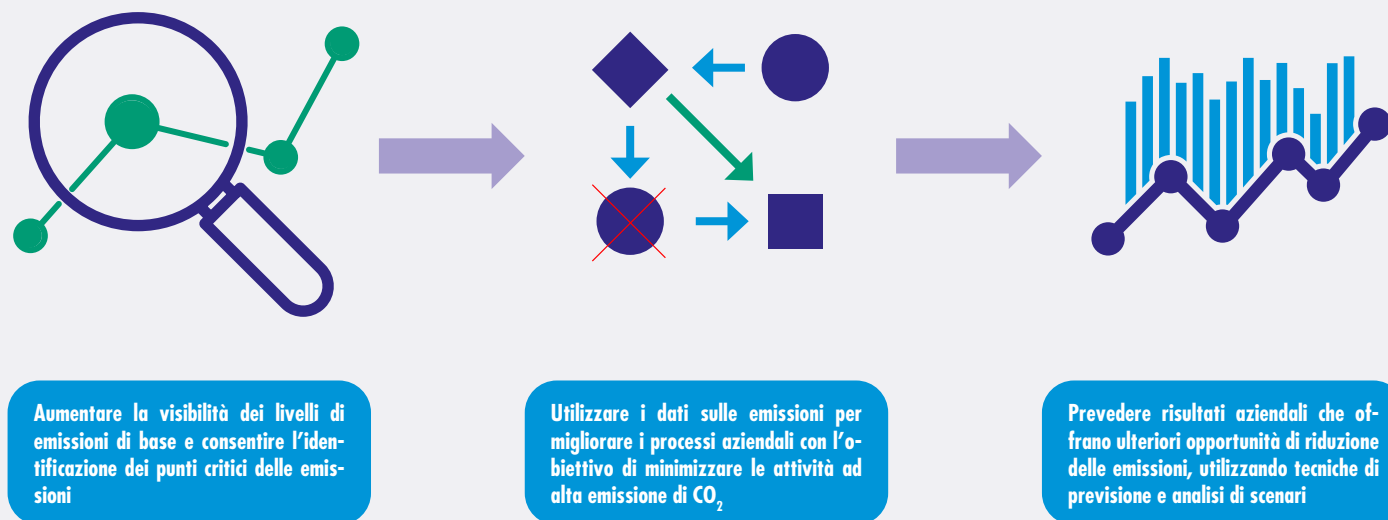 Aumentare la visibilità dei livelli di
emissioni di base e consentire l'iden-
tificazione dei punti critici delle emis-
sioni
Utilizzare i dati sulle emissioni per
migliorare i processi aziendali con l'o-
biettivo di minimizzare le attività ad
alta emissione di CO₂
Prevedere risultati aziendali che of-
frano ulteriori opportunità di riduzione
delle emissioni, utilizzando tecniche di
previsione e analisi di scenari